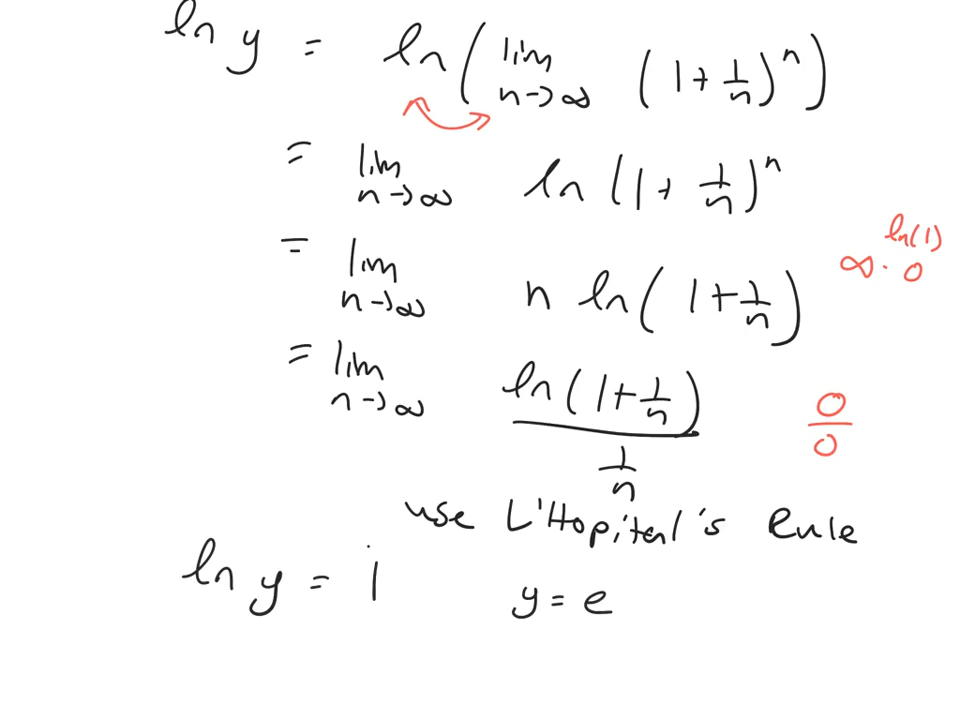 ln y = ln( lim n→∞ (1 + 1/n)^n )
= lim n→∞ ln (1 + 1/n)^n
ln(1)
= lim n→∞ n ln( 1 + 1/n ) ∞ · 0
= lim n→∞ ln(1 + 1/n) / (1/n) 0/0
use L'Hopital's Rule
ln y = 1 y = e